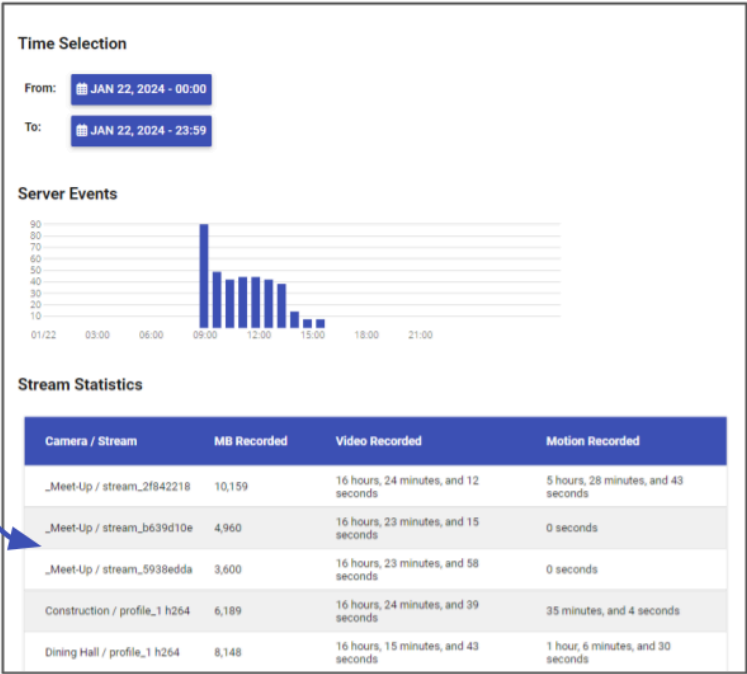 Time Selection
From: JAN 22, 2024 - 00:00
To: JAN 22, 2024 - 23:59
Server Events
90
80
70
60
50
40
30
20
10
01/22 03:00 06:00 09:00 12:00 15:00 18:00 21:00
Stream Statistics
Camera / Stream MB Recorded Video Recorded Motion Recorded
_Meet-Up / stream_2f842218 10,159 16 hours, 24 minutes, and 12 5 hours, 28 minutes, and 43
seconds seconds
_Meet-Up / stream_b639d10e 4,960 16 hours, 23 minutes, and 15 0 seconds
seconds
_Meet-Up / stream_5938edda 3,600 16 hours, 23 minutes, and 58 0 seconds
seconds
Construction / profile_1 h264 6,189 16 hours, 24 minutes, and 39 35 minutes, and 4 seconds
seconds
Dining Hall / profile_1 h264 8,148 16 hours, 15 minutes, and 43 1 hour, 6 minutes, and 30
seconds seconds